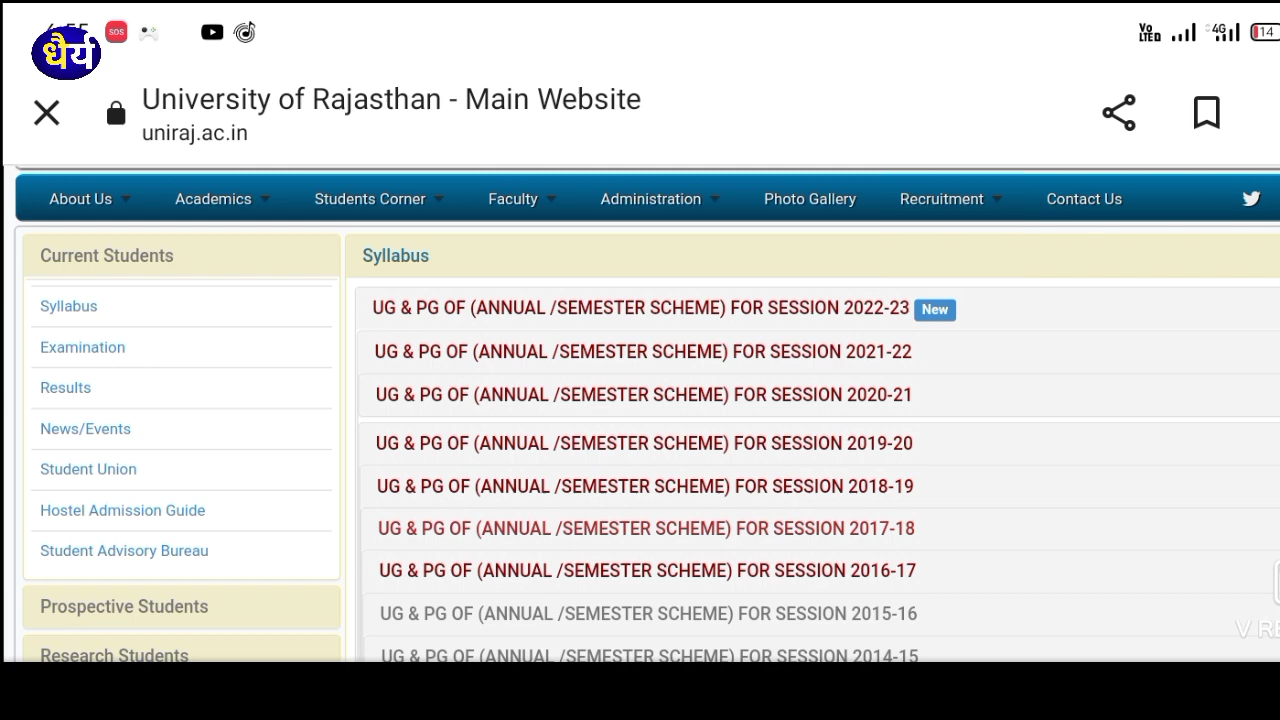 SOS
Vo
LTED
4G
14
धैर्य
University of Rajasthan - Main Website
uniraj.ac.in
About Us
Academics
Students Corner
Faculty
Administration
Photo Gallery
Recruitment
Contact Us
Current Students
Syllabus
Examination
Results
News/Events
Student Union
Hostel Admission Guide
Student Advisory Bureau
Prospective Students
Research Students
Syllabus
UG & PG OF (ANNUAL /SEMESTER SCHEME) FOR SESSION 2022-23 New
UG & PG OF (ANNUAL /SEMESTER SCHEME) FOR SESSION 2021-22
UG & PG OF (ANNUAL /SEMESTER SCHEME) FOR SESSION 2020-21
UG & PG OF (ANNUAL /SEMESTER SCHEME) FOR SESSION 2019-20
UG & PG OF (ANNUAL /SEMESTER SCHEME) FOR SESSION 2018-19
UG & PG OF (ANNUAL /SEMESTER SCHEME) FOR SESSION 2017-18
UG & PG OF (ANNUAL /SEMESTER SCHEME) FOR SESSION 2016-17
UG & PG OF (ANNUAL /SEMESTER SCHEME) FOR SESSION 2015-16
UG & PG OF (ANNUAL /SEMESTER SCHEME) FOR SESSION 2014-15